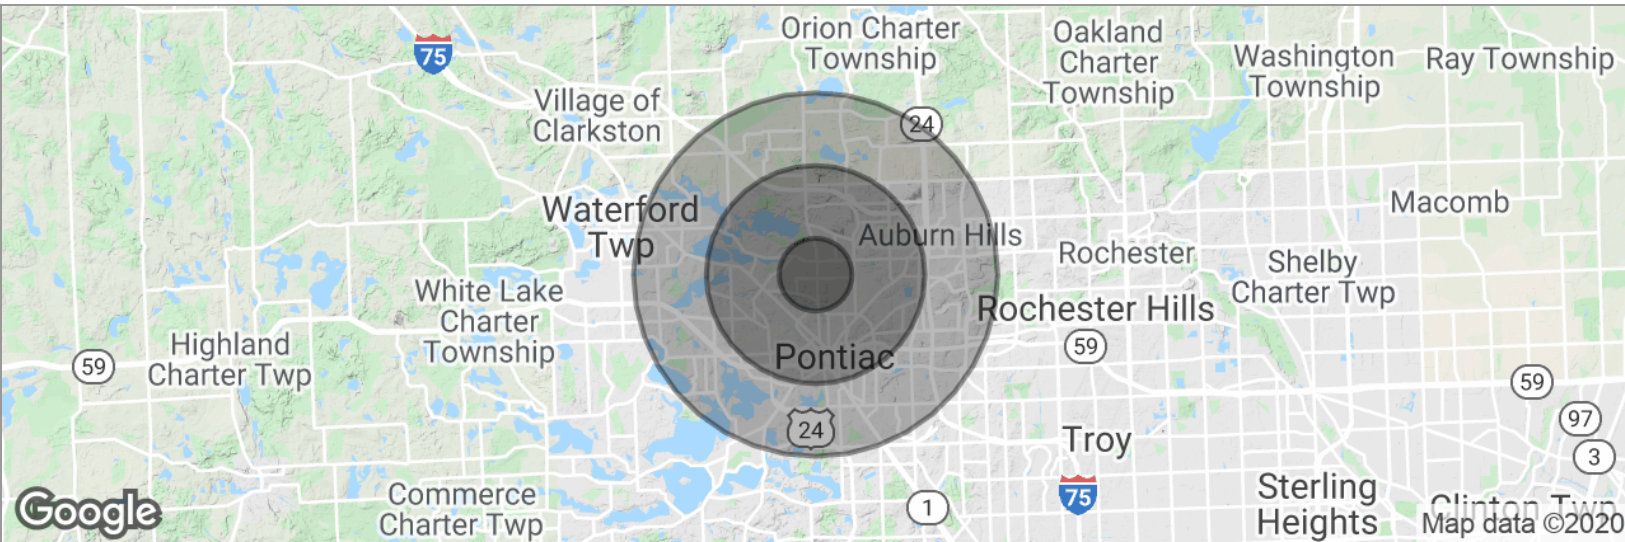 Orion Charter
Township
Oakland
Charter
Township
Washington
Township
Ray Township
75
Village of
Clarkston
24
Waterford
Twp
Auburn Hills
Macomb
Rochester
Shelby
Charter Twp
White Lake
Charter
Township
Rochester Hills
59
Highland
Charter Twp
59
Pontiac
59
24
97
Troy
3
Commerce
Charter Twp
1
75
Sterling
Heights
Clinton Twp
Google
Map data ©2020